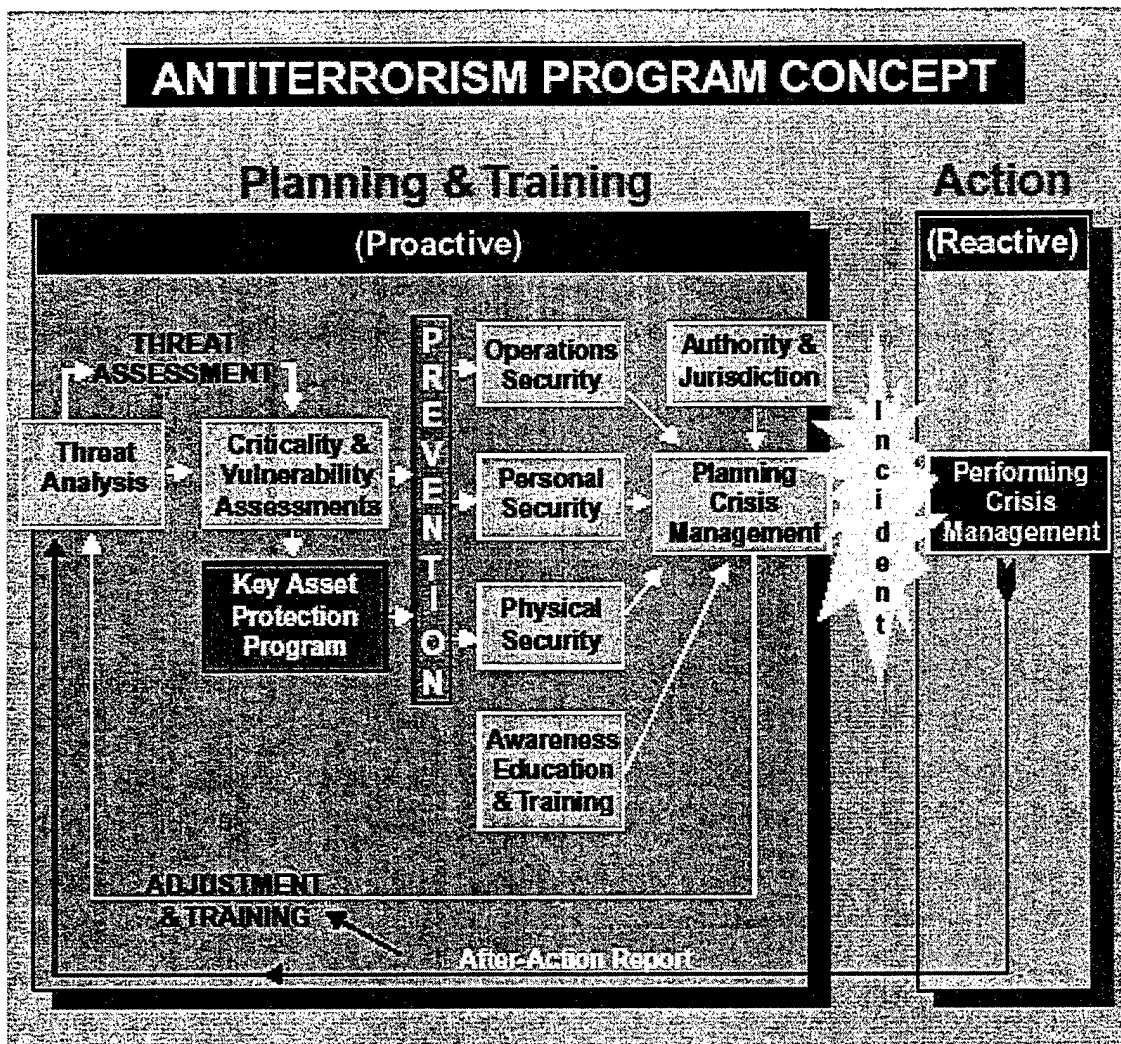 ANTITERRORISM PROGRAM CONCEPT
Planning & Training
Action
(Proactive)
(Reactive)
THREAT
ASSESSMENT
Threat
Analysis
Criticality &
Vulnerability
Assessments
Key Asset
Protection
Program
PREVENTION
Operations
Security
Personal
Security
Physical
Security
Awareness
Education
& Training
Authority &
Jurisdiction
Planning
Crisis
Management
Incident
Performing
Crisis
Management
ADJUSTMENT
& TRAINING
After-Action Report